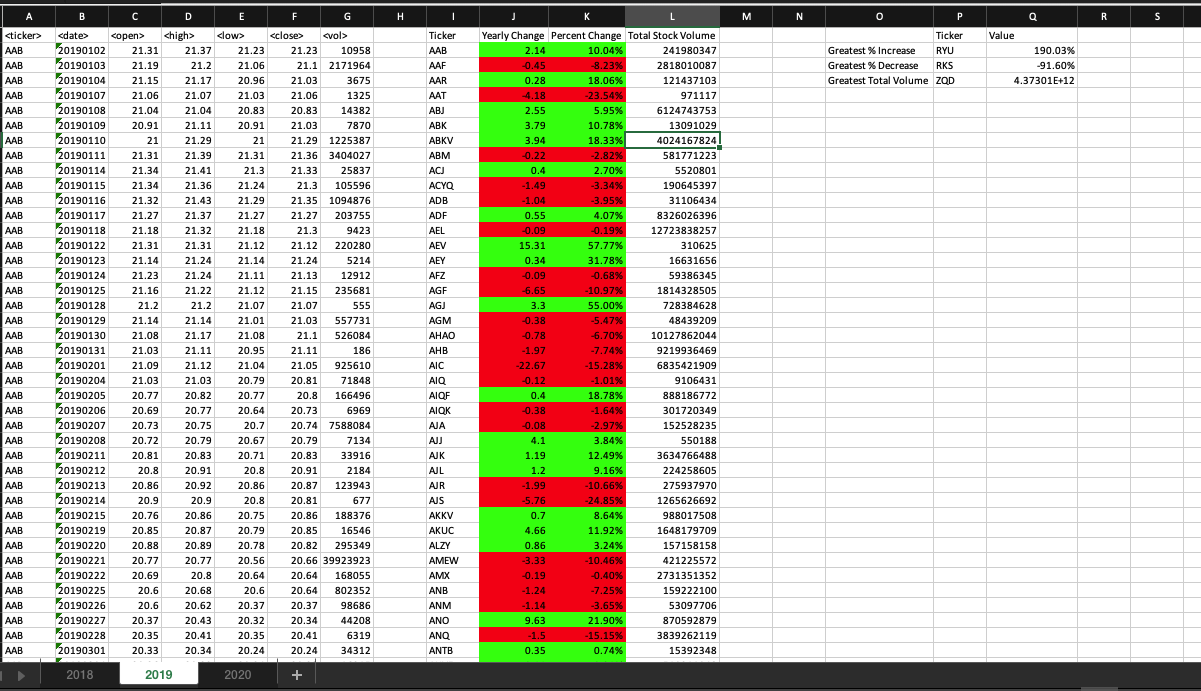 A B C D E F G H I J K L M N O P Q R S
<ticker> <date> <open> <high> <low> <close> <vol> Ticker Yearly Change Percent Change Total Stock Volume Ticker Value
AAB 20190102 21.31 21.37 21.23 21.23 10958 AAB 2.14 10.04% 241980347 Greatest % Increase RYU 190.03%
AAB 20190103 21.19 21.2 21.06 21.1 2171964 AAF -0.45 -8.23% 2818010087 Greatest % Decrease RKS -91.60%
AAB 20190104 21.15 21.17 20.96 21.03 3675 AAR 0.28 18.06% 121437103 Greatest Total Volume ZQD 4.37301E+12
AAB 20190107 21.06 21.07 21.03 21.06 1325 AAT -4.18 -23.54% 971117
AAB 20190108 21.04 21.04 20.83 20.83 14382 ABJ 2.55 5.95% 6124743753
AAB 20190109 20.91 21.11 20.91 21.03 7870 ABK 3.79 10.78% 13091029
AAB 20190110 21 21.29 21 21.29 1225387 ABKV 3.94 18.33% 4024167824
AAB 20190111 21.31 21.39 21.31 21.36 3404027 ABM -0.22 -2.82% 581771223
AAB 20190114 21.34 21.41 21.3 21.33 25837 ACJ 0.4 2.70% 5520801
AAB 20190115 21.34 21.36 21.24 21.3 105596 ACYQ -1.49 -3.34% 190645397
AAB 20190116 21.32 21.43 21.29 21.35 1094876 ADB -1.04 -3.95% 31106434
AAB 20190117 21.27 21.37 21.27 21.27 203755 ADF 0.55 4.07% 8326026396
AAB 20190118 21.18 21.32 21.18 21.3 9423 AEL -0.09 -0.19% 12723838257
AAB 20190122 21.31 21.31 21.12 21.12 220280 AEV 15.31 57.77% 310625
AAB 20190123 21.14 21.24 21.14 21.24 5214 AEY 0.34 31.78% 16631656
AAB 20190124 21.23 21.24 21.11 21.13 12912 AFZ -0.09 -0.68% 59386345
AAB 20190125 21.16 21.22 21.12 21.15 235681 AGF -6.65 -10.97% 1814328505
AAB 20190128 21.2 21.2 21.07 21.07 555 AGJ 3.3 55.00% 728384628
AAB 20190129 21.14 21.14 21.01 21.03 557731 AGM -0.38 -5.47% 48439209
AAB 20190130 21.08 21.17 21.08 21.1 526084 AHAO -0.78 -6.70% 10127862044
AAB 20190131 21.03 21.11 20.95 21.11 186 AHB -1.97 -7.74% 9219936469
AAB 20190201 21.09 21.12 21.04 21.05 925610 AIC -22.67 -15.28% 6835421909
AAB 20190204 21.03 21.03 20.79 20.81 71848 AIQ -0.12 -1.01% 9106431
AAB 20190205 20.77 20.82 20.77 20.8 166496 AIQF 0.4 18.78% 888186772
AAB 20190206 20.69 20.77 20.64 20.73 6969 AIQK -0.38 -1.64% 301720349
AAB 20190207 20.73 20.75 20.7 20.74 7588084 AJA -0.08 -2.97% 152528235
AAB 20190208 20.72 20.79 20.67 20.79 7134 AJJ 4.1 3.84% 550188
AAB 20190211 20.81 20.83 20.71 20.83 33916 AJK 1.19 12.49% 3634766488
AAB 20190212 20.8 20.91 20.8 20.91 2184 AJL 1.2 9.16% 224258605
AAB 20190213 20.86 20.92 20.86 20.87 123943 AJR -1.99 -10.66% 275937970
AAB 20190214 20.9 20.9 20.8 20.81 677 AJS -5.76 -24.85% 1265626692
AAB 20190215 20.76 20.86 20.75 20.86 188376 AKKV 0.7 8.64% 988017508
AAB 20190219 20.85 20.87 20.79 20.85 16546 AKUC 4.66 11.92% 1648179709
AAB 20190220 20.88 20.89 20.78 20.82 295349 ALZY 0.86 3.24% 157158158
AAB 20190221 20.77 20.77 20.56 20.66 39923923 AMEW -3.33 -10.46% 421225572
AAB 20190222 20.69 20.8 20.64 20.64 168055 AMX -0.19 -0.40% 2731351352
AAB 20190225 20.6 20.68 20.6 20.64 802352 ANB -1.24 -7.25% 159222100
AAB 20190226 20.6 20.62 20.37 20.37 98686 ANM -1.14 -3.65% 53097706
AAB 20190227 20.37 20.43 20.32 20.34 44208 ANO 9.63 21.90% 870592879
AAB 20190228 20.35 20.41 20.35 20.41 6319 ANQ -1.5 -15.15% 3839262119
AAB 20190301 20.33 20.34 20.24 20.24 34312 ANTB 0.35 0.74% 15392348
2018 2019 2020 +